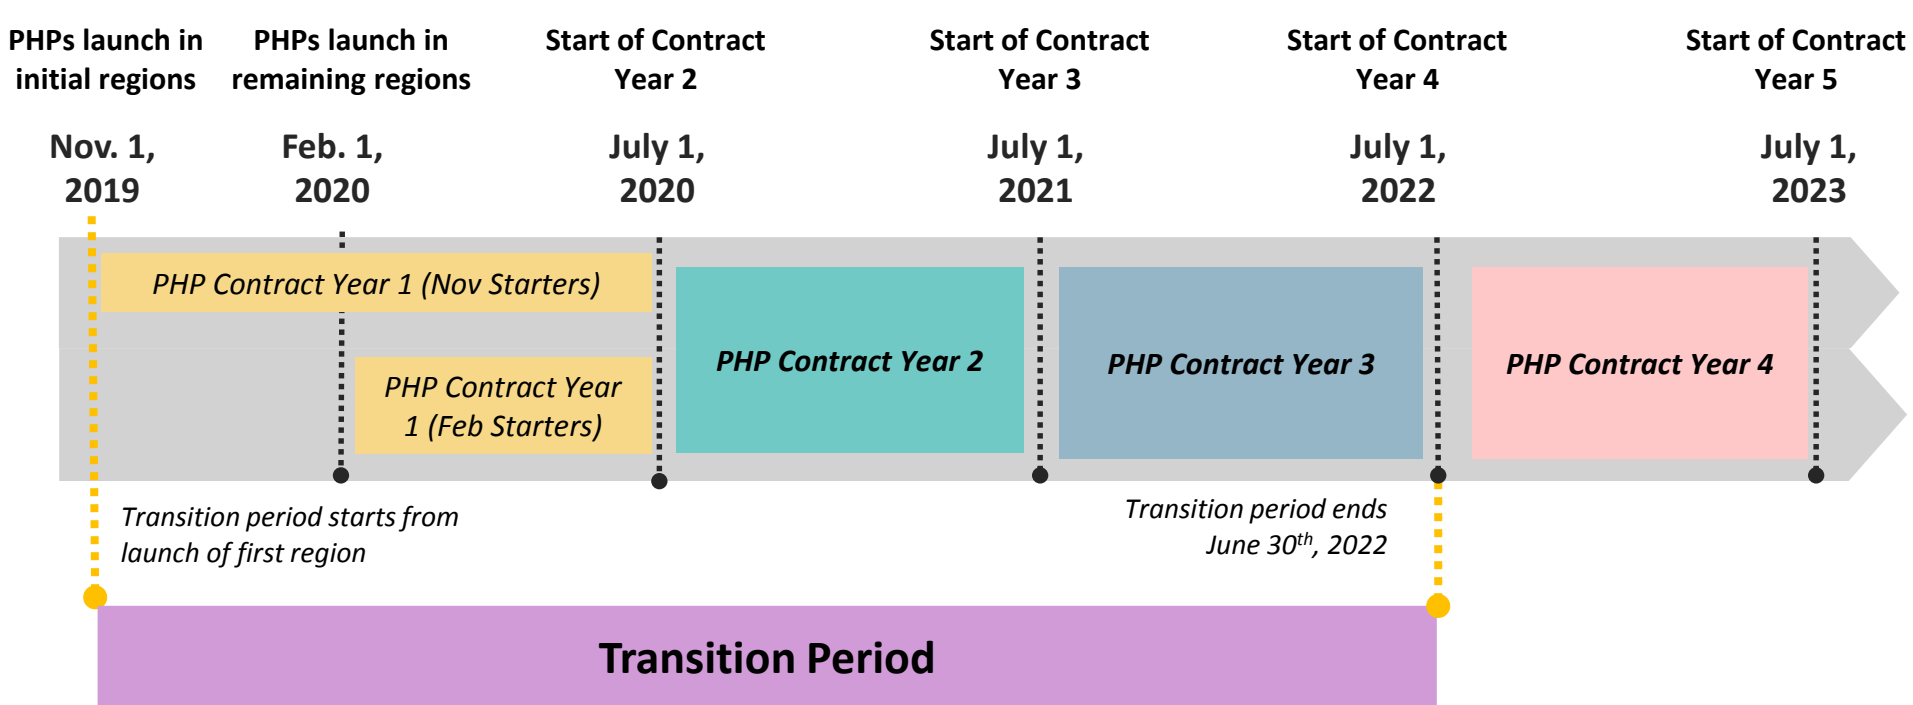 PHPs launch in
initial regions
PHPs launch in
remaining regions
Start of Contract
Year 2
Start of Contract
Year 3
Start of Contract
Year 4
Start of Contract
Year 5
Nov. 1,
2019
Feb. 1,
2020
July 1,
2020
July 1,
2021
July 1,
2022
July 1,
2023
PHP Contract Year 1 (Nov Starters)
PHP Contract Year
1 (Feb Starters)
PHP Contract Year 2
PHP Contract Year 3
PHP Contract Year 4
Transition period starts from
launch of first region
Transition period ends
June 30th, 2022
Transition Period